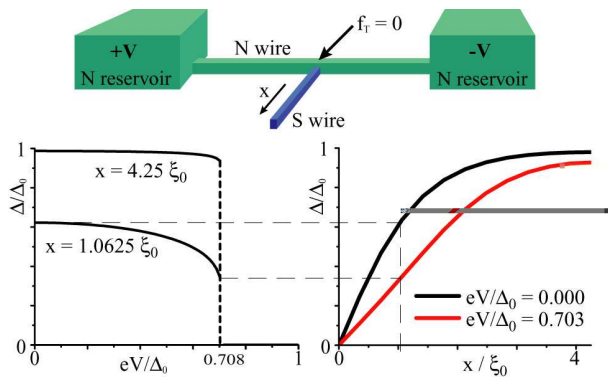 +V
N reservoir
N wire
f_T = 0
-V
N reservoir
x
S wire
1
Δ/Δ₀
0
x = 4.25 ξ₀
x = 1.0625 ξ₀
0
eV/Δ₀
0.708
1
1
Δ/Δ₀
0
eV/Δ₀ = 0.000
eV/Δ₀ = 0.703
0
2
x / ξ₀
4